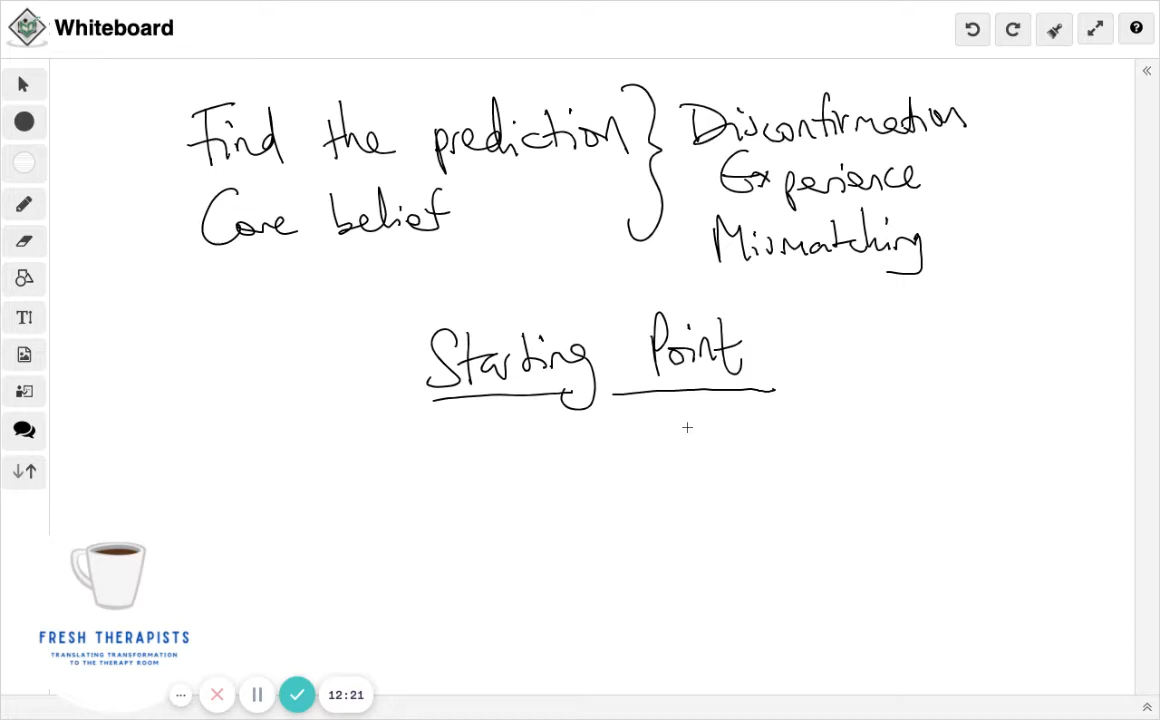 Whiteboard
Find the prediction } Disconfirmation
Experience
Core belief
Mismatching
Starting Point
FRESH THERAPISTS
TRANSLATING TRANSFORMATION
TO THE THERAPY ROOM
12:21